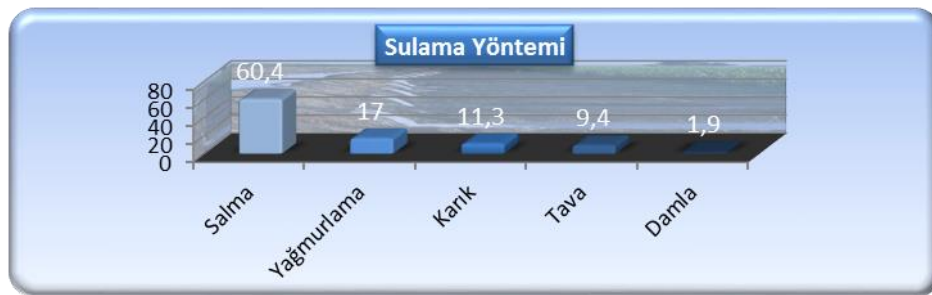 Sulama Yöntemi
60,4
17
11,3
9,4
1,9
80
60
40
20
0
Salma
Yağmurlama
Karık
Tava
Damla